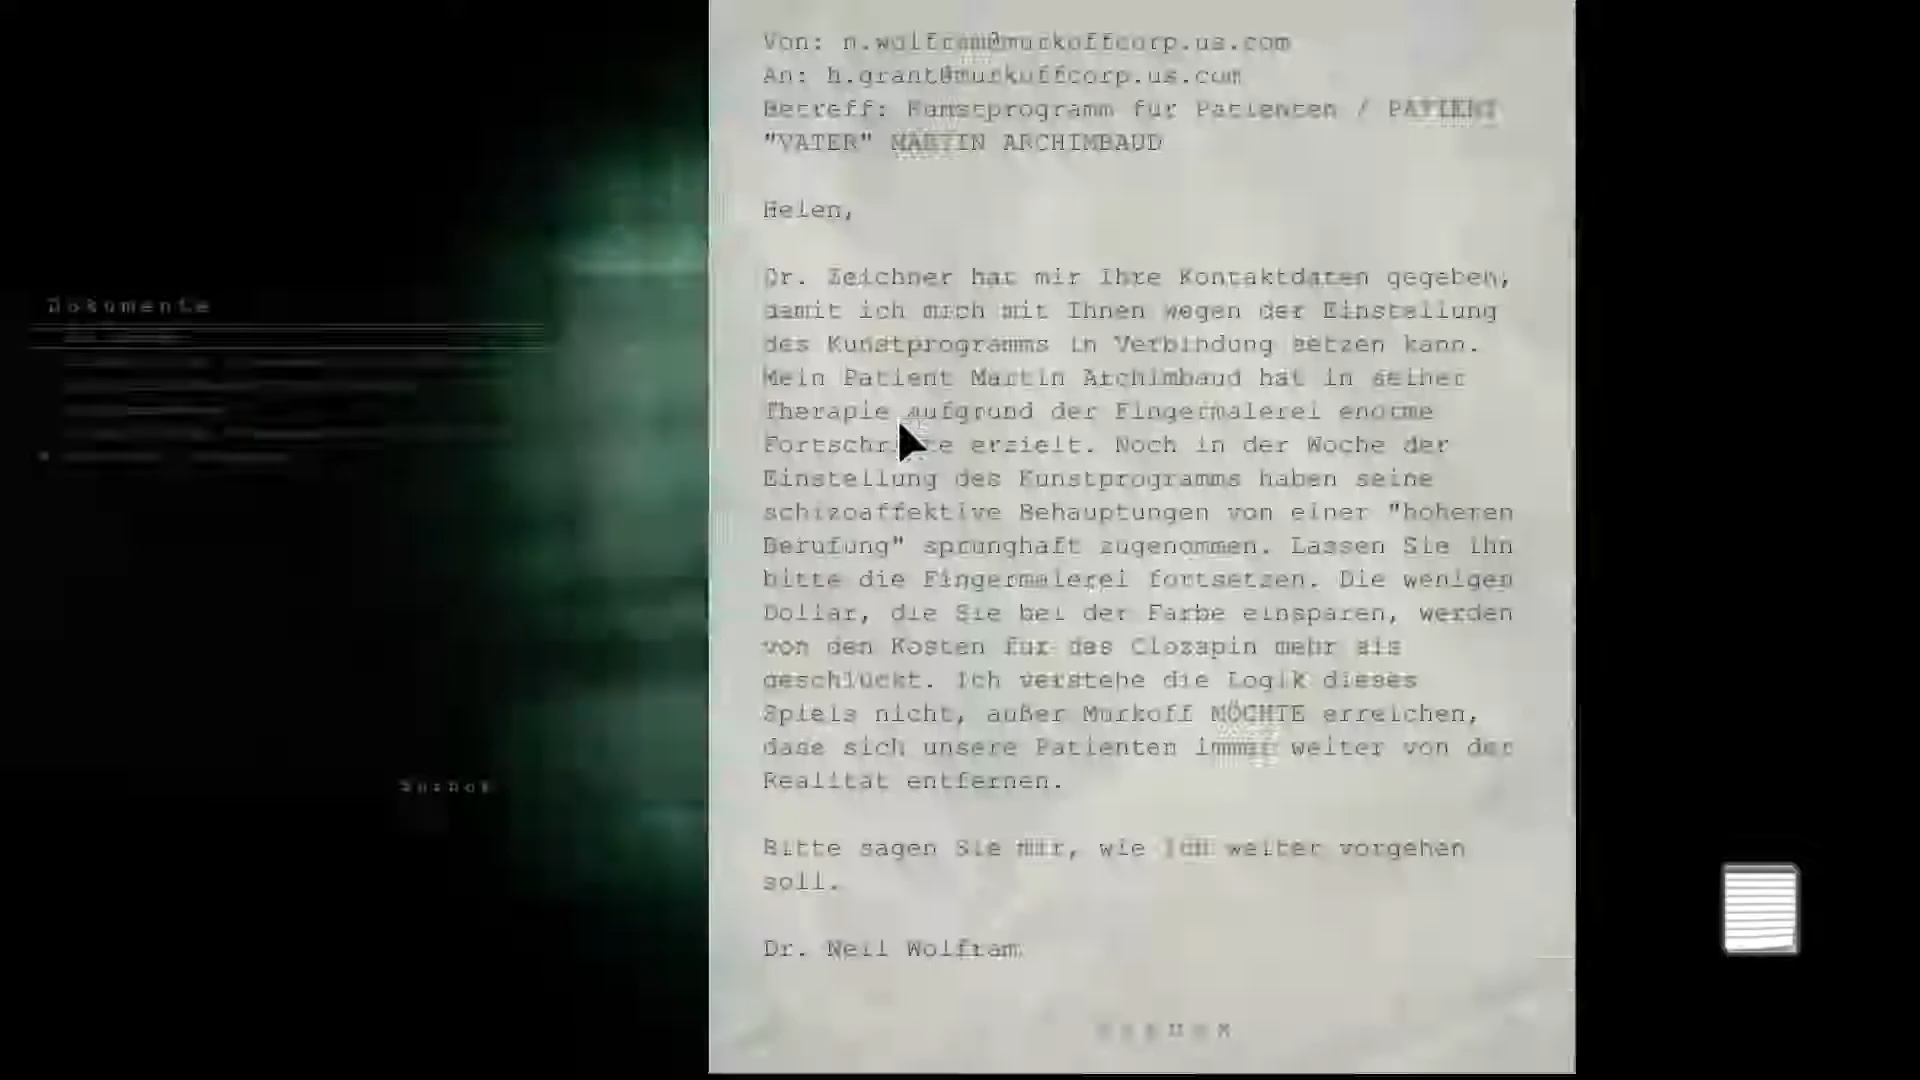 Von: n.wolfram@murkoffcorp.us.com
An: h.grant@murkoffcorp.us.com
Betreff: Kunstprogramm für Patienten / PATIENT
"VATER" MARTIN ARCHIMBAUD
Helen,
Dr. Zeichner hat mir Ihre Kontaktdaten gegeben,
damit ich mich mit Ihnen wegen der Einstellung
des Kunstprogramms in Verbindung setzen kann.
Mein Patient Martin Archimbaud hat in seiner
Therapie aufgrund der Fingermalerei enorme
Fortschritte erzielt. Noch in der Woche der
Einstellung des Kunstprogramms haben seine
schizoaffektive Behauptungen von einer "höheren
Berufung" sprunghaft zugenommen. Lassen Sie ihn
bitte die Fingermalerei fortsetzen. Die wenigen
Dollar, die Sie bei der Farbe einsparen, werden
von den Kosten für das Clozapin mehr als
geschluckt. Ich verstehe die Logik dieses
Spiels nicht, außer Murkoff MÖCHTE erreichen,
dass sich unsere Patienten immer weiter von der
Realität entfernen.
Bitte sagen Sie mir, wie ich weiter vorgehen
soll.
Dr. Neil Wolfram
Dokumente
Zurück